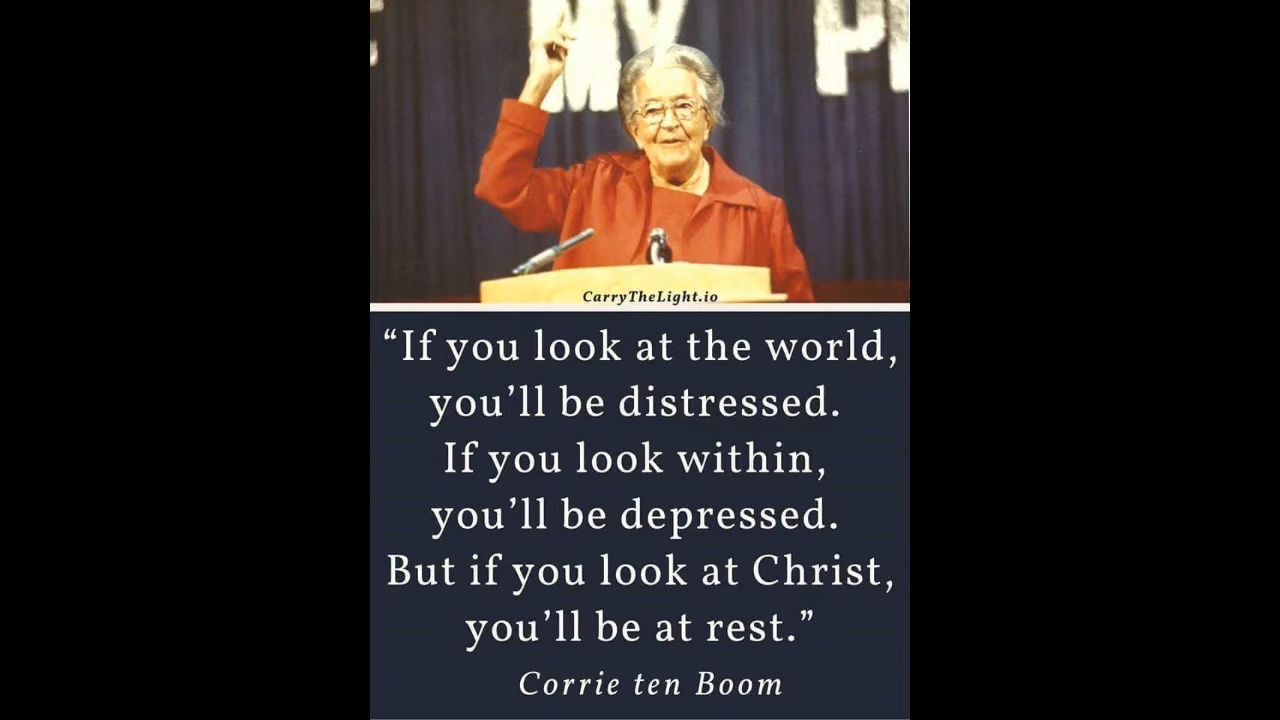 MY
CarryTheLight.io
“If you look at the world,
you’ll be distressed.
If you look within,
you’ll be depressed.
But if you look at Christ,
you’ll be at rest.”
Corrie ten Boom